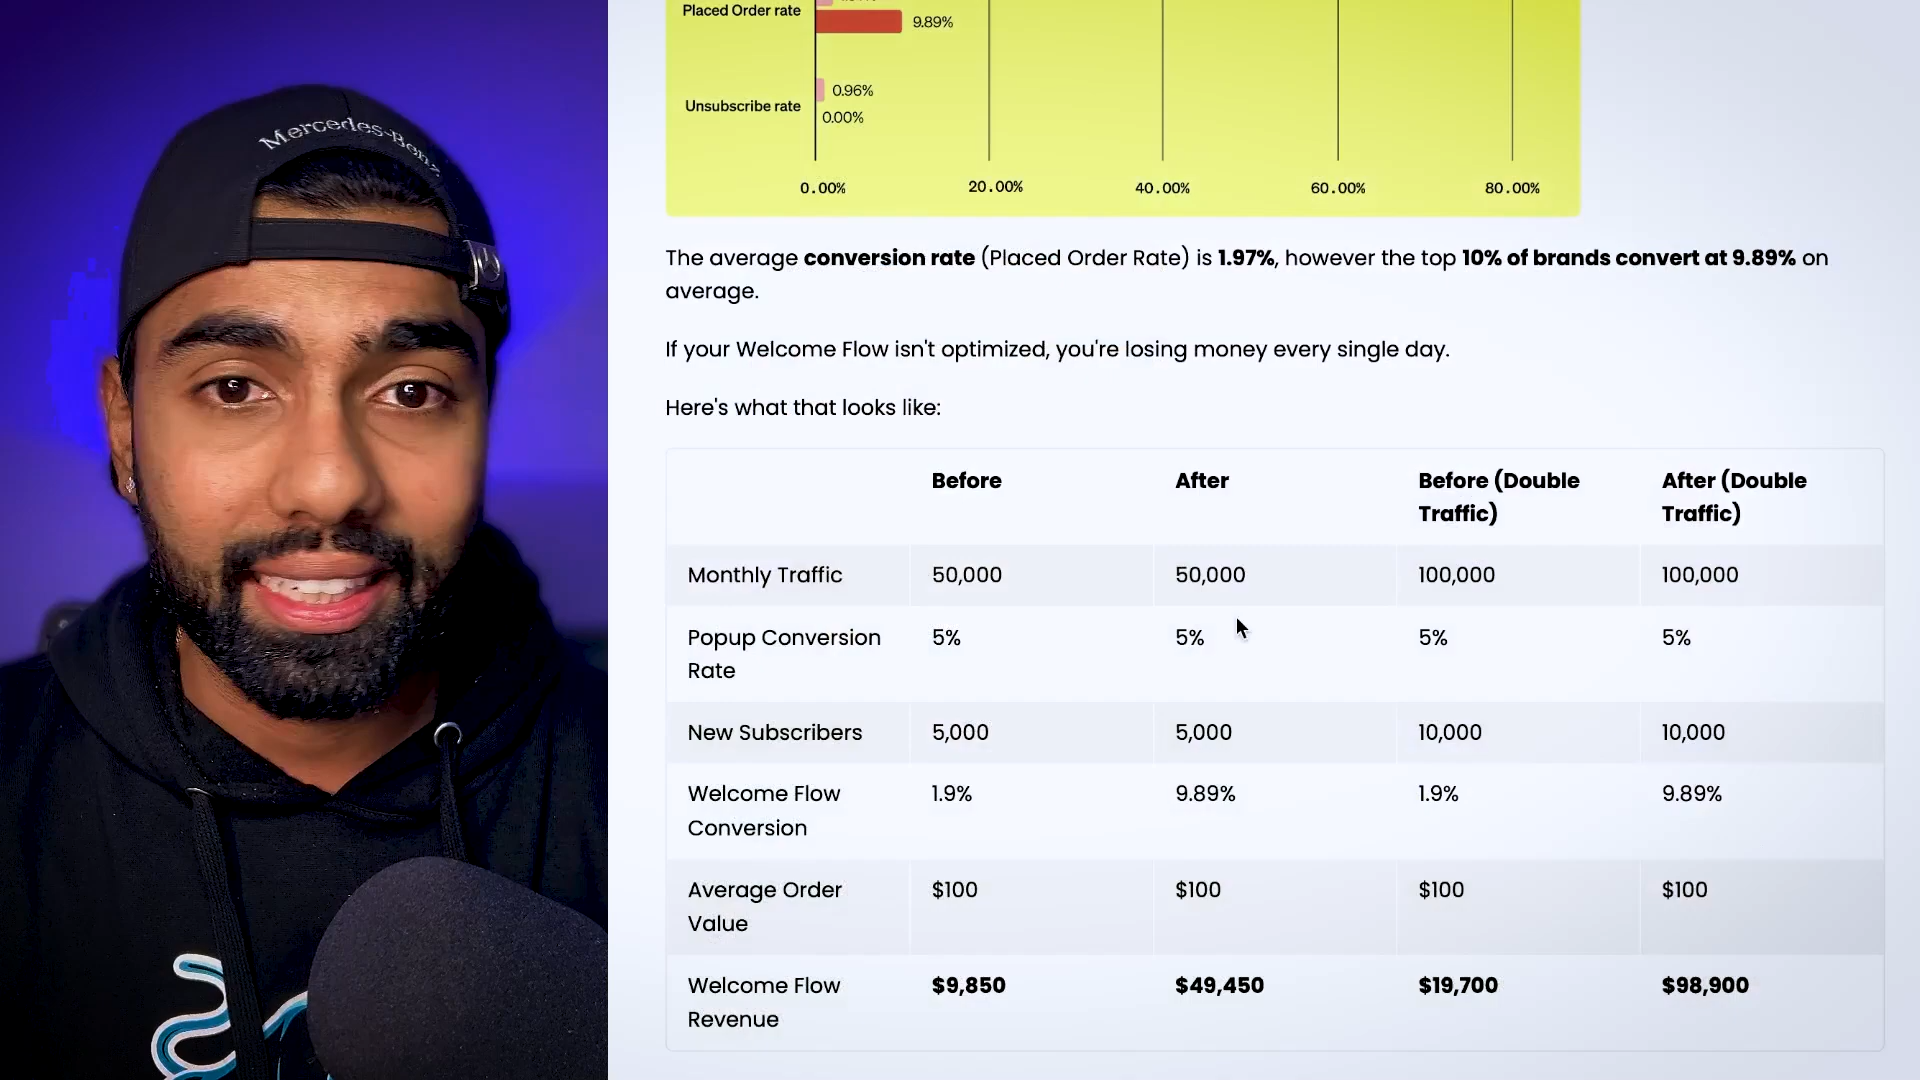 Mercedes-Benz
Placed Order rate
9.89%
Unsubscribe rate
0.96%
0.00%
0.00%
20.00%
40.00%
60.00%
80.00%
The average conversion rate (Placed Order Rate) is 1.97%, however the top 10% of brands convert at 9.89% on
average.
If your Welcome Flow isn't optimized, you're losing money every single day.
Here's what that looks like:
Before
After
Before (Double
Traffic)
After (Double
Traffic)
Monthly Traffic
50,000
50,000
100,000
100,000
Popup Conversion
Rate
5%
5%
5%
5%
New Subscribers
5,000
5,000
10,000
10,000
Welcome Flow
Conversion
1.9%
9.89%
1.9%
9.89%
Average Order
Value
$100
$100
$100
$100
Welcome Flow
Revenue
$9,850
$49,450
$19,700
$98,900